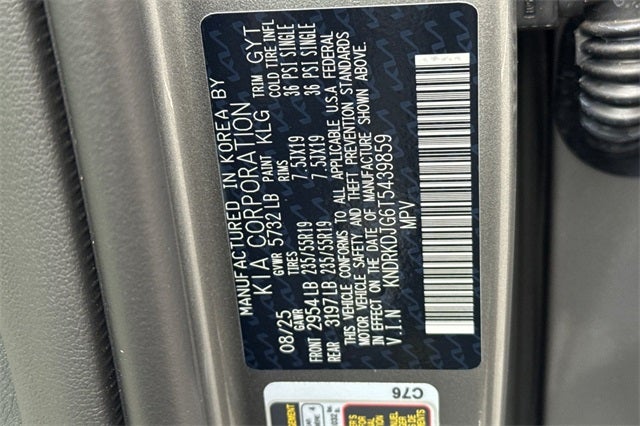 MANUFACTURED IN KOREA BY
KIA CORPORATION
08/25 GVWR 5732 LB PAINT KLG TRIM GYT
GAWR TIRES RIMS COLD TIRE INFL
FRONT 2954 LB 235/55R19 7.5JX19 36 PSI SINGLE
REAR 3197 LB 235/55R19 7.5JX19 36 PSI SINGLE
THIS VEHICLE CONFORMS TO ALL APPLICABLE U.S.A FEDERAL
MOTOR VEHICLE SAFETY AND THEFT PREVENTION STANDARDS
IN EFFECT ON THE DATE OF MANUFACTURE SHOWN ABOVE.
V.I.N KNDRKDJG6T5439859
MPV
C76